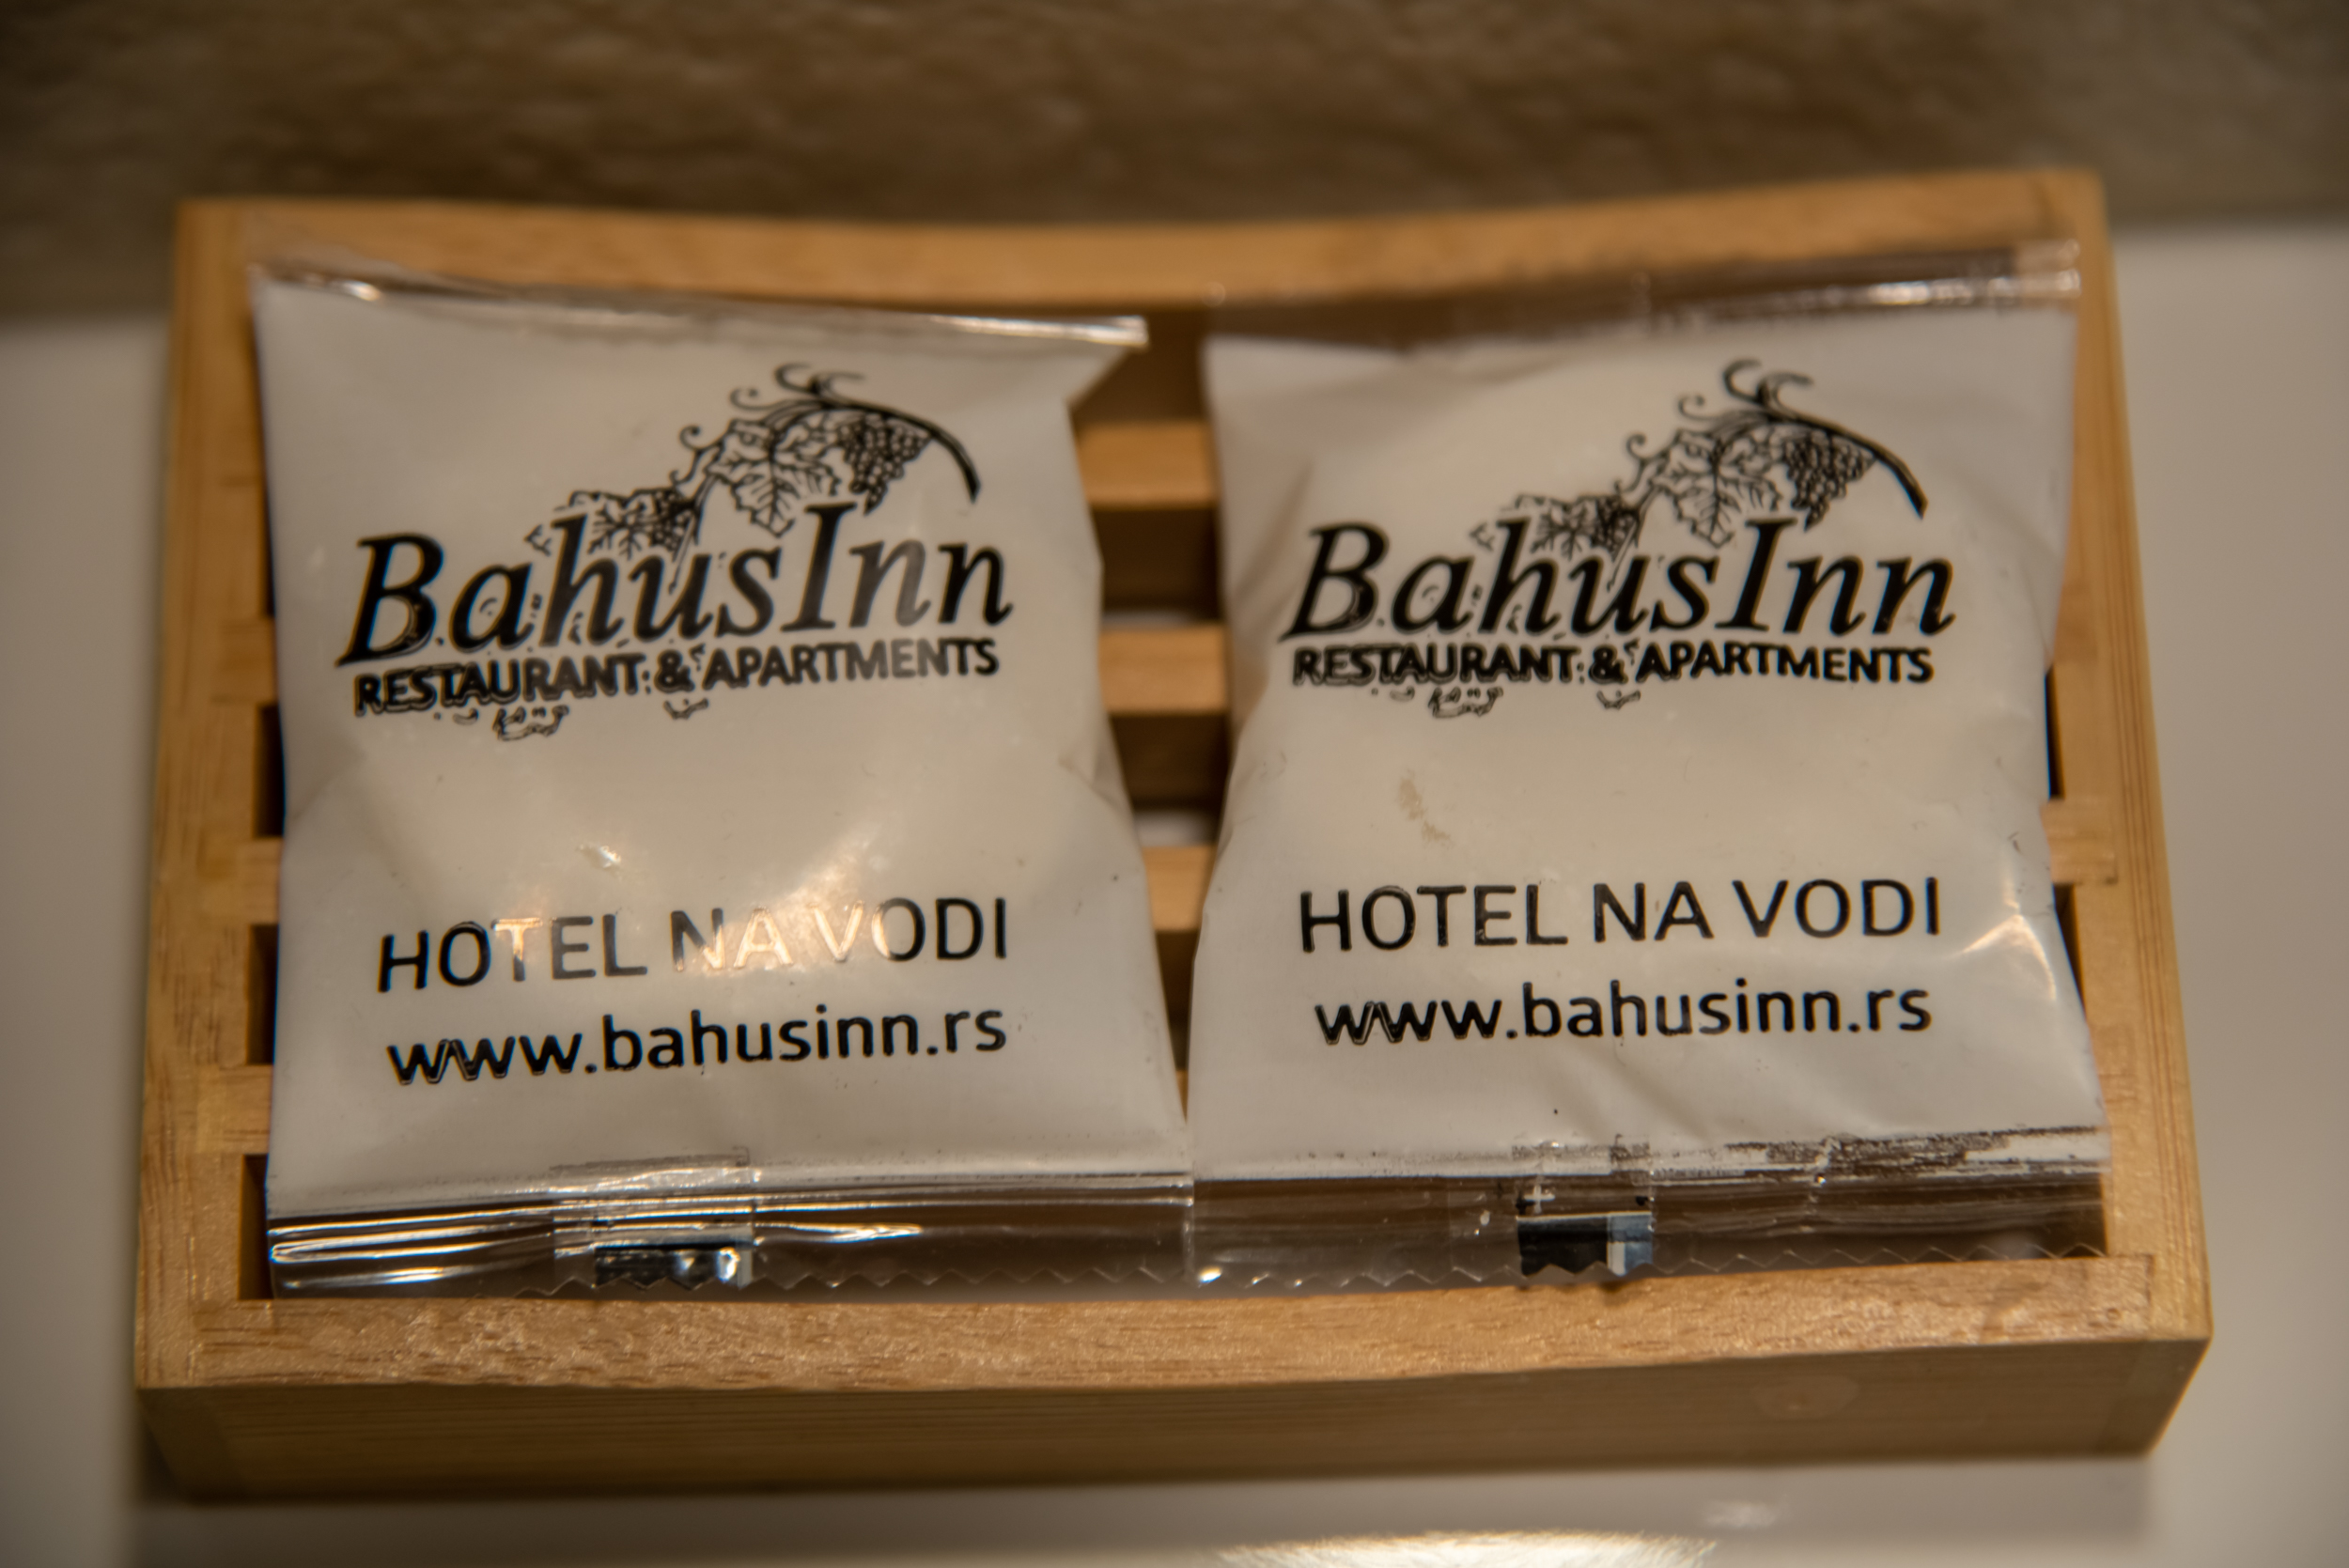 BahusInn
RESTAURANT & APARTMENTS
HOTEL NA VODI
www.bahusinn.rs
BahusInn
RESTAURANT & APARTMENTS
HOTEL NA VODI
www.bahusinn.rs